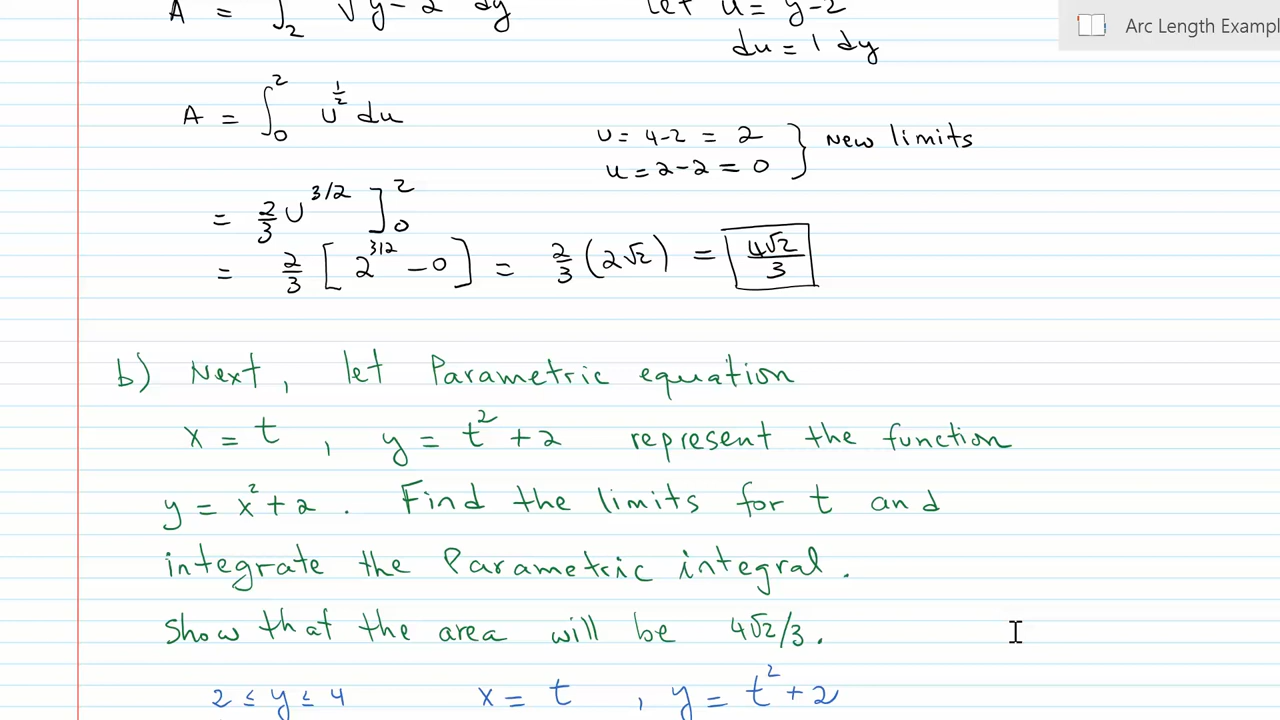 A = ∫₂ √y-2 dy let u = y-2
Arc Length Exampl
du = 1 dy
A = ∫₀² u^½ du
u = 4-2 = 2 } New limits
u = 2-2 = 0
= 2/3 u^3/2 ]₀²
= 2/3 [ 2^3/2 - 0 ] = 2/3 (2√2) = 4√2/3
b) Next, let Parametric equation
x = t , y = t² + 2 represent the function
y = x² + 2 . Find the limits for t and
integrate the Parametric integral.
Show that the area will be 4√2/3.
2 ≤ y ≤ 4 x = t , y = t² + 2